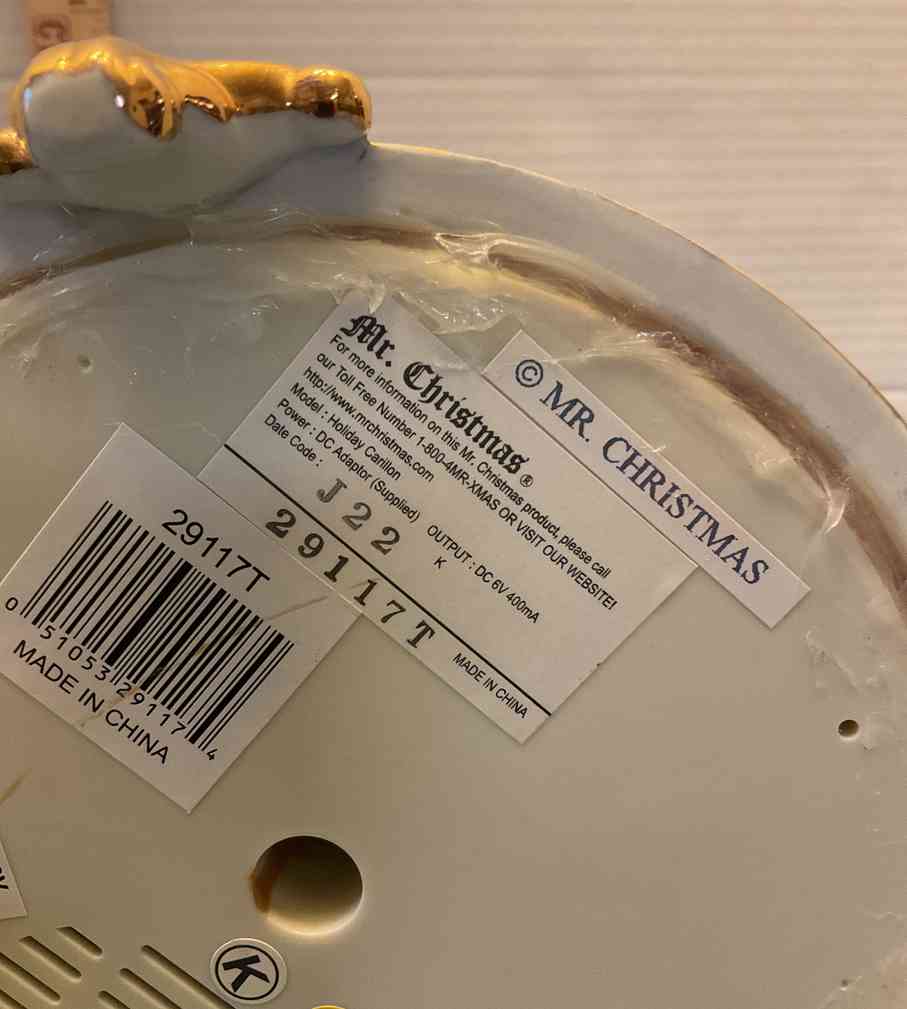 Mr. Christmas®
For more information on this Mr. Christmas product, please call
our Toll Free Number 1-800-4MR-XMAS OR VISIT OUR WEBSITE!
http://www.mrchristmas.com
Model : Holiday Carillon
Power : DC Adaptor (Supplied) OUTPUT : DC 6V 400mA
Date Code : K
J22
29117T MADE IN CHINA
© MR. CHRISTMAS
29117T
0 51053 29117 4
MADE IN CHINA
K